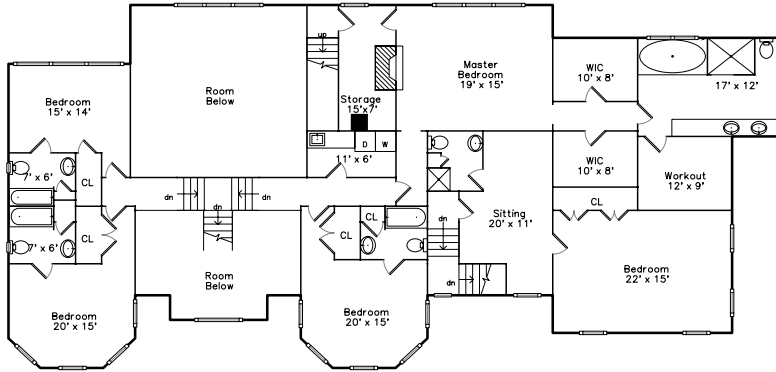 up
Room
Below
Storage
15'x7'
Master
Bedroom
19' x 15'
WIC
10' x 8'
17' x 12'
Bedroom
15' x 14'
D
W
11' x 6'
WIC
10' x 8'
Workout
12' x 9'
7' x 6'
CL
dn
dn
dn
CL
Sitting
20' x 11'
7' x 6'
CL
CL
CL
dn
Room
Below
dn
Bedroom
22' x 15'
Bedroom
20' x 15'
Bedroom
20' x 15'